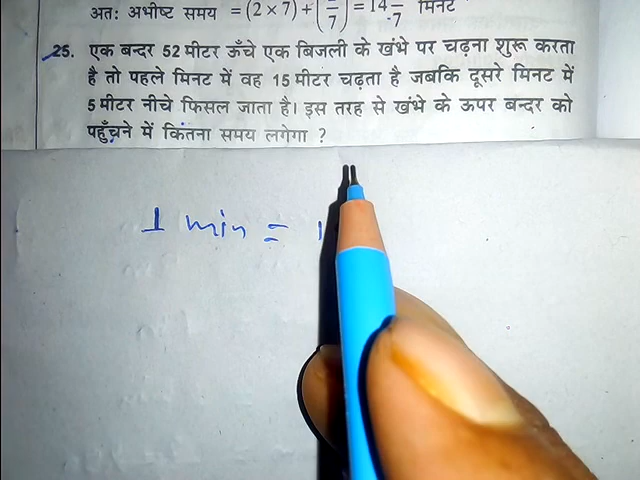 अतः अभीष्ट समय = (2 × 7) + ( /7 ) = 14 /7 मिनट
25. एक बन्दर 52 मीटर ऊँचे एक बिजली के खंभे पर चढ़ना शुरू करता
है तो पहले मिनट में वह 15 मीटर चढ़ता है जबकि दूसरे मिनट में
5 मीटर नीचे फिसल जाता है। इस तरह से खंभे के ऊपर बन्दर को
पहुँचने में कितना समय लगेगा ?
1 min = 1